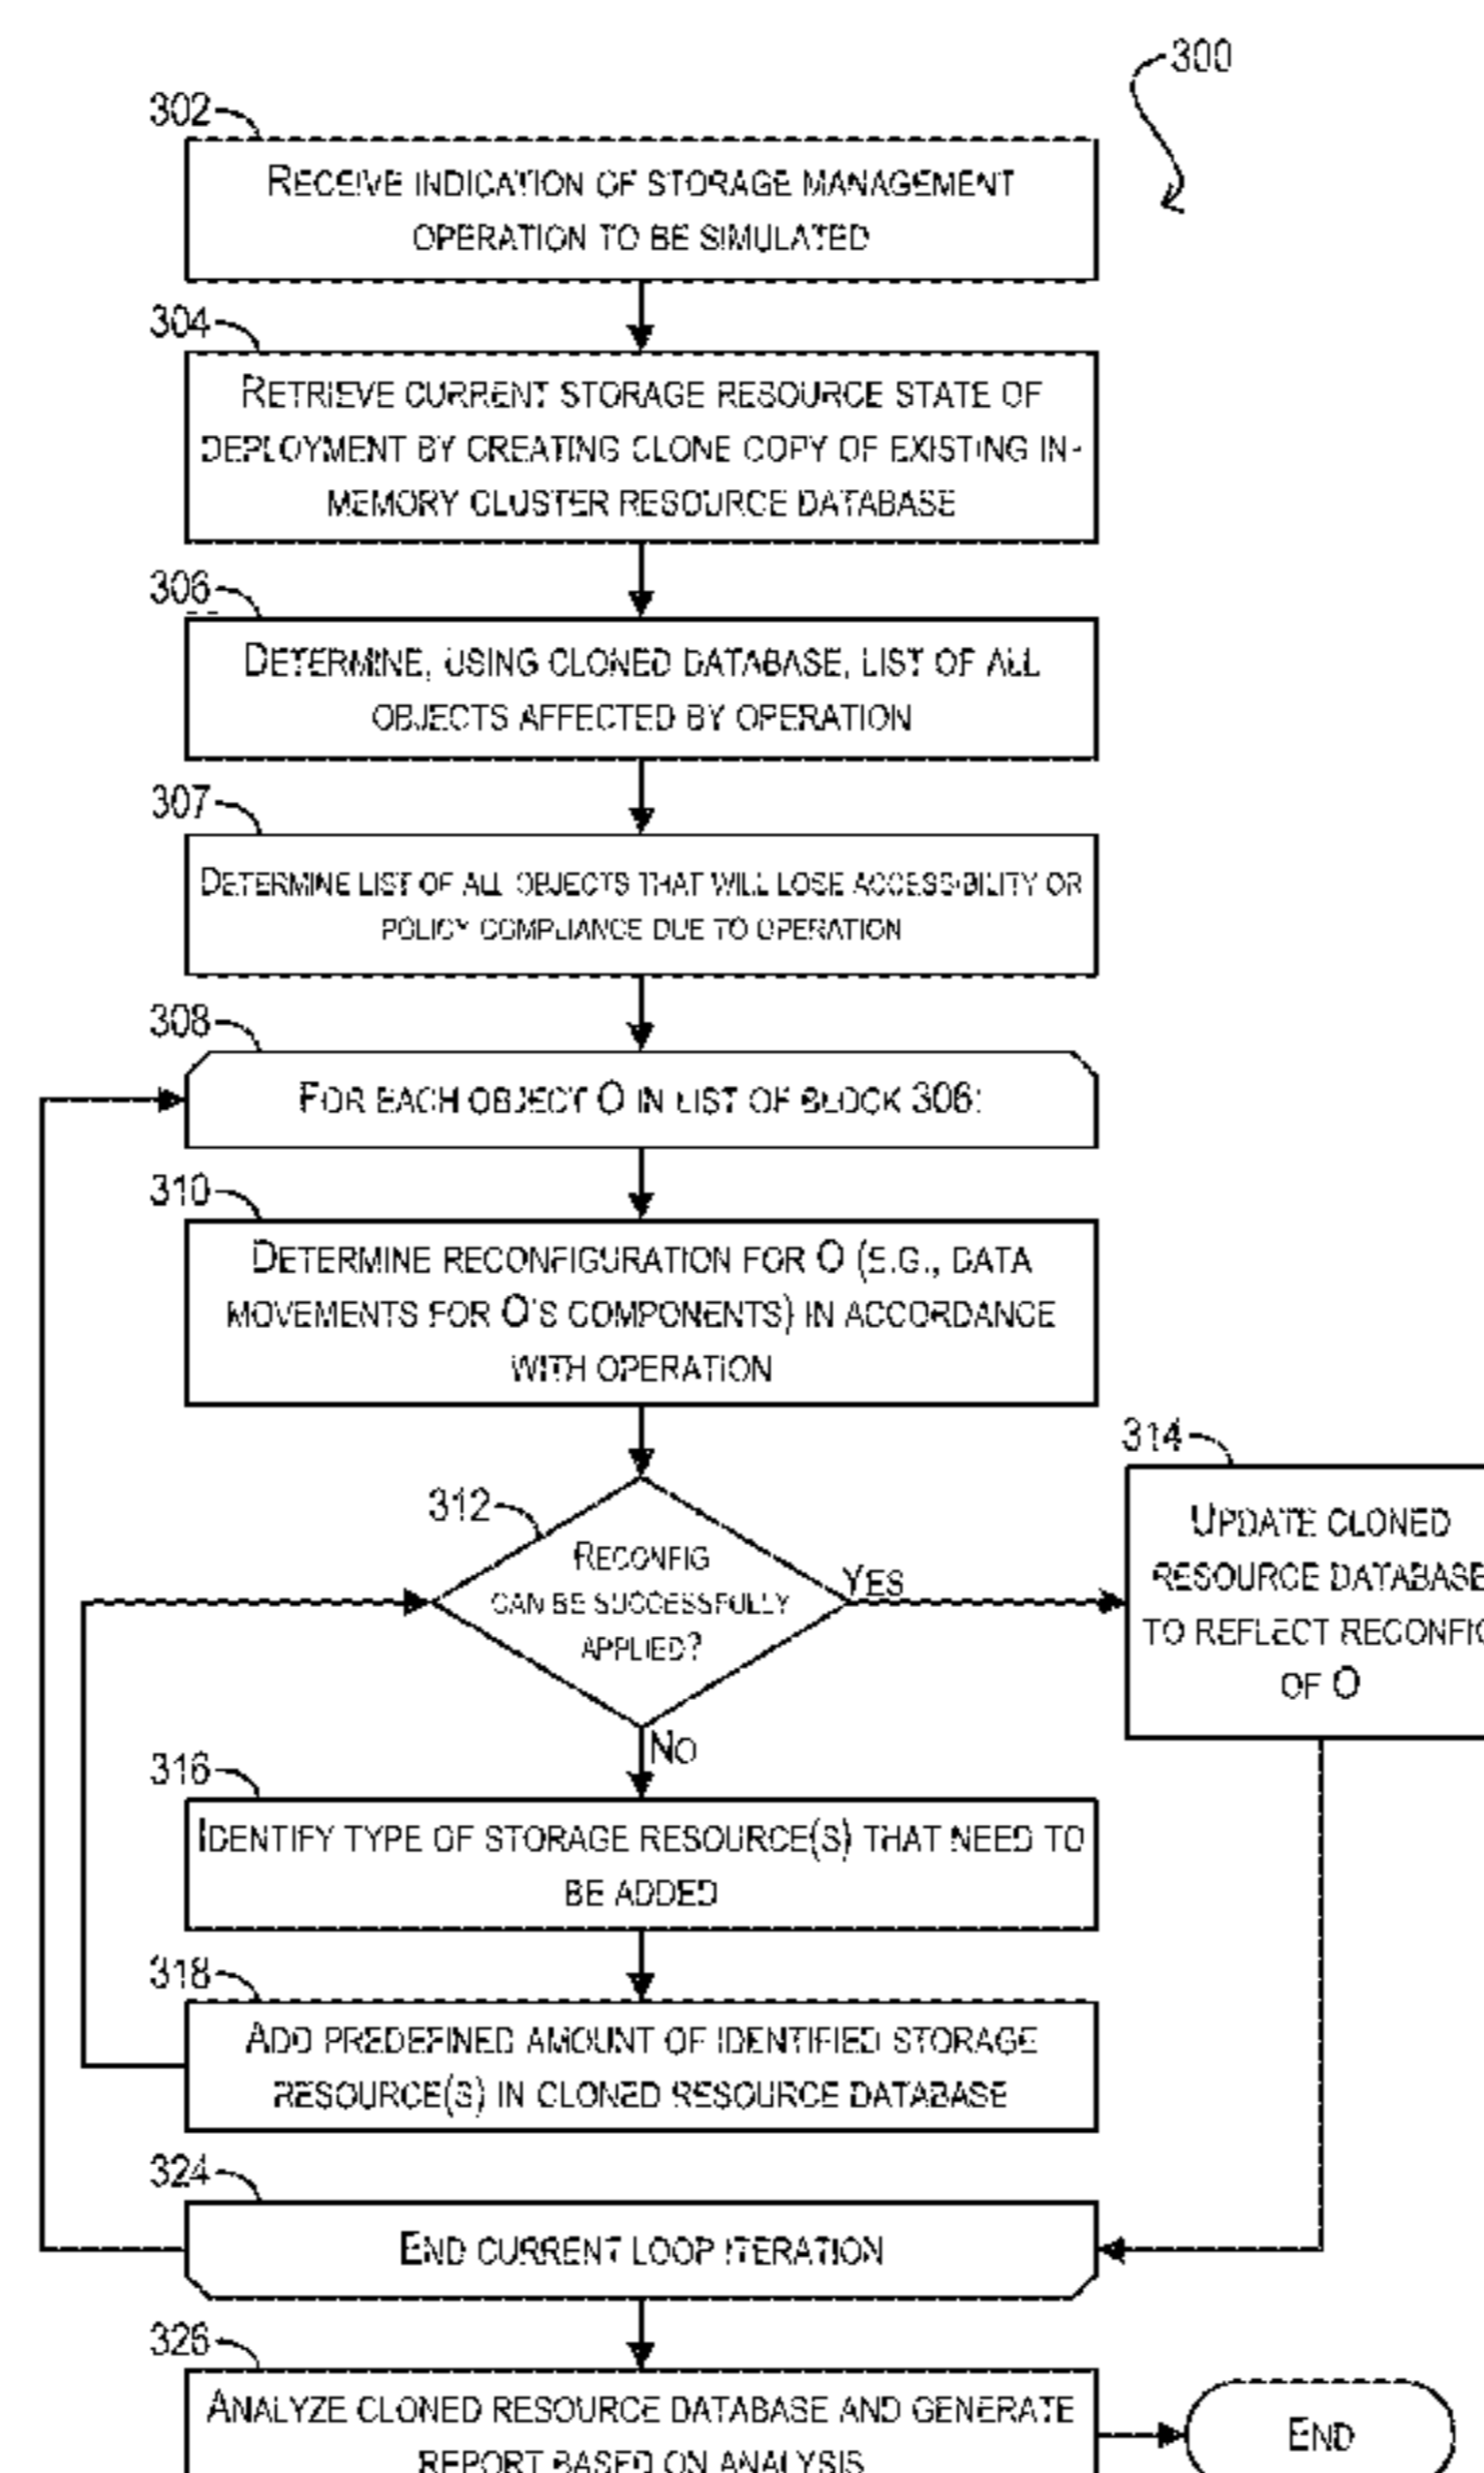 300
302
RECEIVE INDICATION OF STORAGE MANAGEMENT
OPERATION TO BE SIMULATED
304
RETRIEVE CURRENT STORAGE RESOURCE STATE OF
DEPLOYMENT BY CREATING CLONE COPY OF EXISTING IN-
MEMORY CLUSTER RESOURCE DATABASE
306
DETERMINE, USING CLONED DATABASE, LIST OF ALL
OBJECTS AFFECTED BY OPERATION
307
DETERMINE LIST OF ALL OBJECTS THAT WILL LOSE ACCESSIBILITY OR
POLICY COMPLIANCE DUE TO OPERATION
308
FOR EACH OBJECT O IN LIST OF BLOCK 306:
310
DETERMINE RECONFIGURATION FOR O (E.G., DATA
MOVEMENTS FOR O'S COMPONENTS) IN ACCORDANCE
WITH OPERATION
312
RECONFIG
CAN BE SUCCESSFULLY
APPLIED?
YES
NO
314
UPDATE CLONED
RESOURCE DATABASE
TO REFLECT RECONFIG
OF O
316
IDENTIFY TYPE OF STORAGE RESOURCE(S) THAT NEED TO
BE ADDED
318
ADD PREDEFINED AMOUNT OF IDENTIFIED STORAGE
RESOURCE(S) IN CLONED RESOURCE DATABASE
324
END CURRENT LOOP ITERATION
326
ANALYZE CLONED RESOURCE DATABASE AND GENERATE
REPORT BASED ON ANALYSIS
END